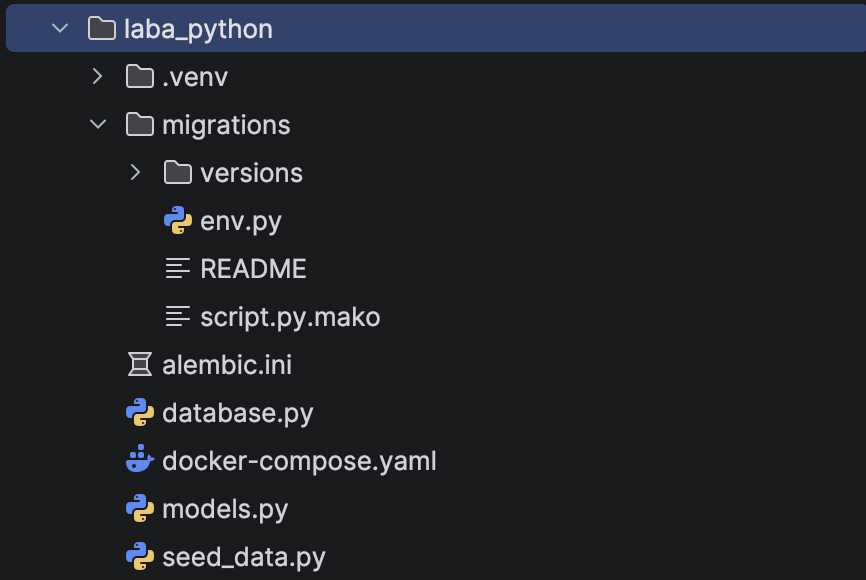 laba_python
.venv
migrations
versions
env.py
README
script.py.mako
alembic.ini
database.py
docker-compose.yaml
models.py
seed_data.py